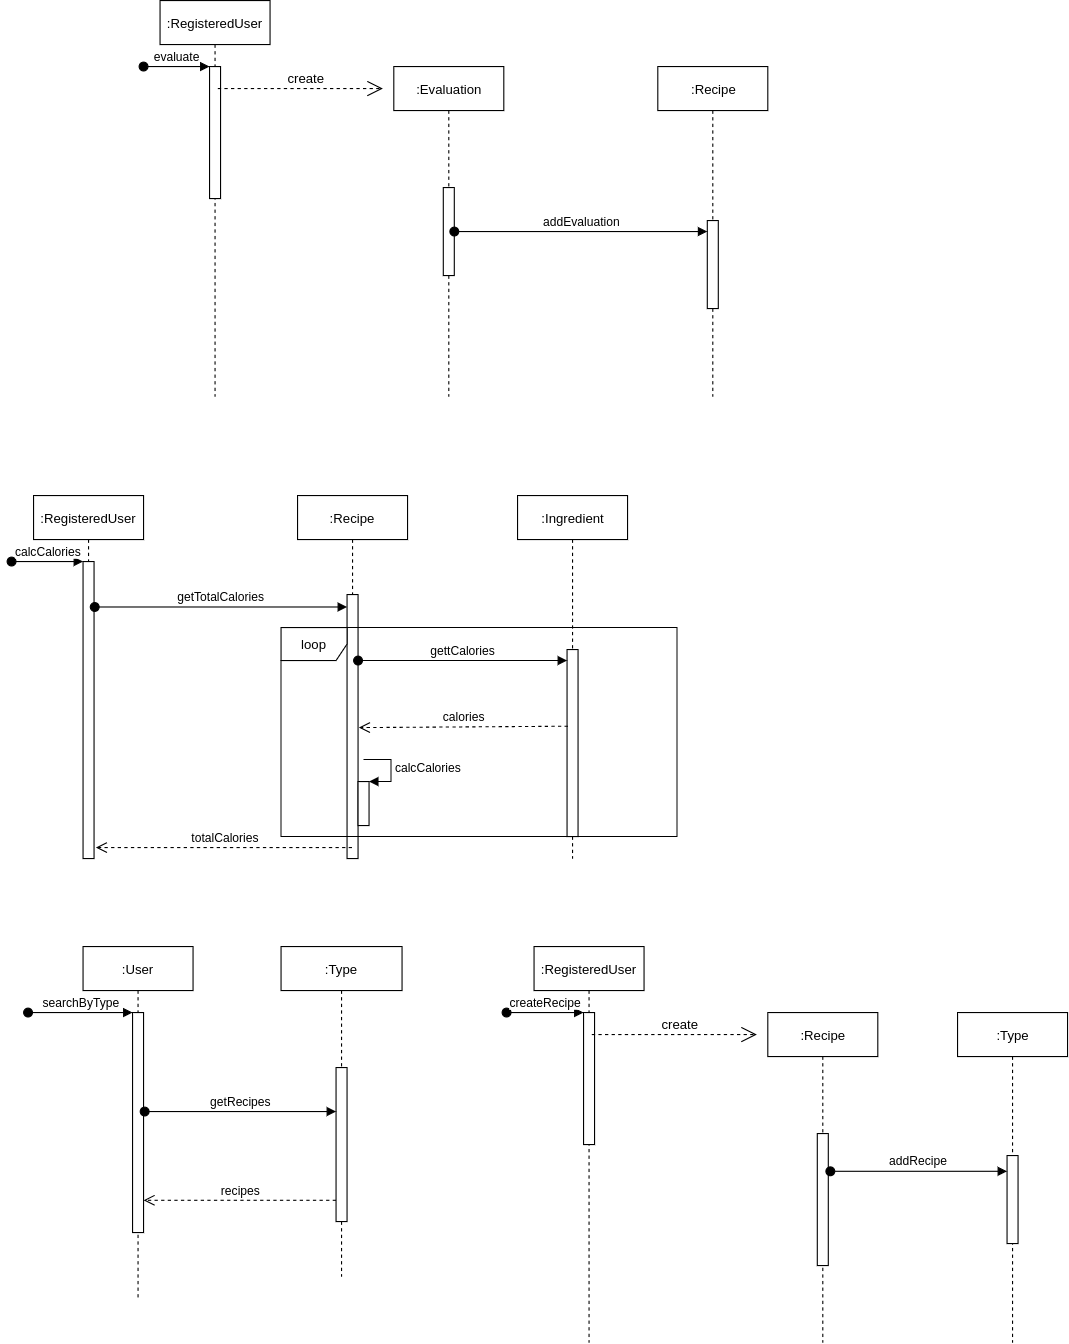 :RegisteredUser
evaluate
create
:Evaluation
:Recipe
addEvaluation
:RegisteredUser
:Recipe
:Ingredient
calcCalories
getTotalCalories
loop
gettCalories
calories
calcCalories
totalCalories
:User
:Type
searchByType
getRecipes
recipes
:RegisteredUser
createRecipe
create
:Recipe
:Type
addRecipe